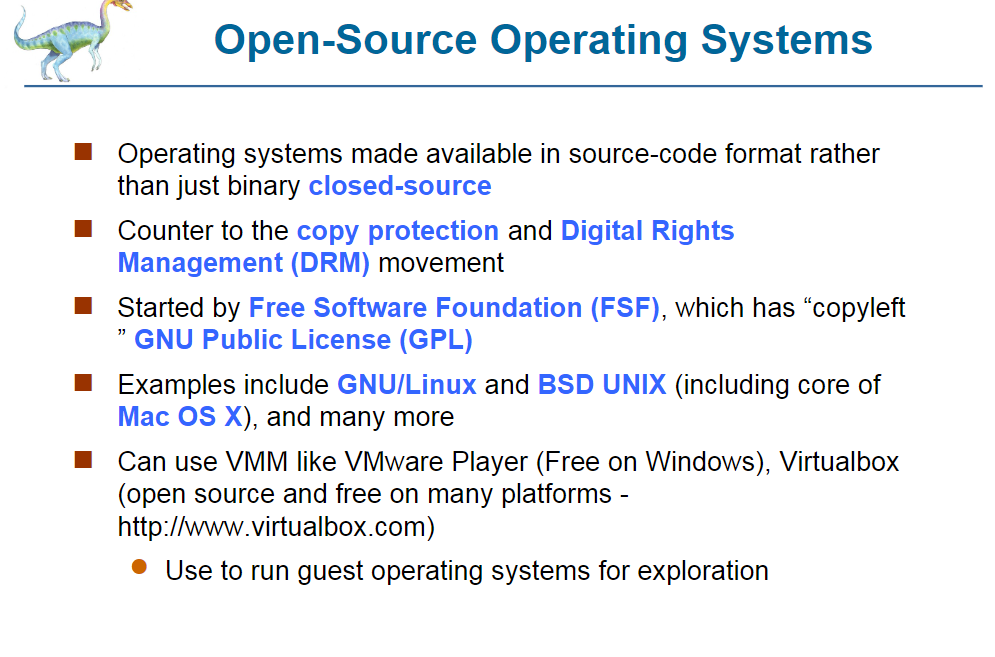 Open-Source Operating Systems
Operating systems made available in source-code format rather
than just binary closed-source
Counter to the copy protection and Digital Rights
Management (DRM) movement
Started by Free Software Foundation (FSF), which has “copyleft
” GNU Public License (GPL)
Examples include GNU/Linux and BSD UNIX (including core of
Mac OS X), and many more
Can use VMM like VMware Player (Free on Windows), Virtualbox
(open source and free on many platforms -
http://www.virtualbox.com)
Use to run guest operating systems for exploration